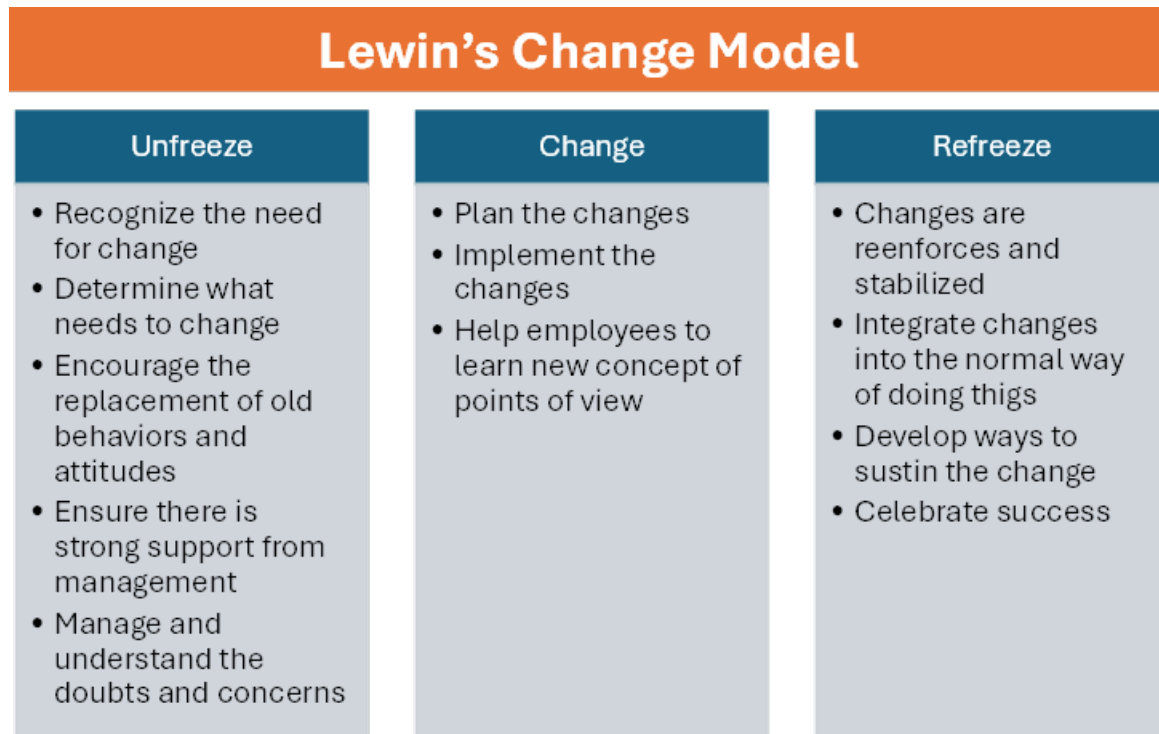 Lewin’s Change Model
Unfreeze
• Recognize the need
for change
• Determine what
needs to change
• Encourage the
replacement of old
behaviors and
attitudes
• Ensure there is
strong support from
management
• Manage and
understand the
doubts and concerns
Change
• Plan the changes
• Implement the
changes
• Help employees to
learn new concept of
points of view
Refreeze
• Changes are
reenforces and
stabilized
• Integrate changes
into the normal way
of doing thigs
• Develop ways to
sustin the change
• Celebrate success